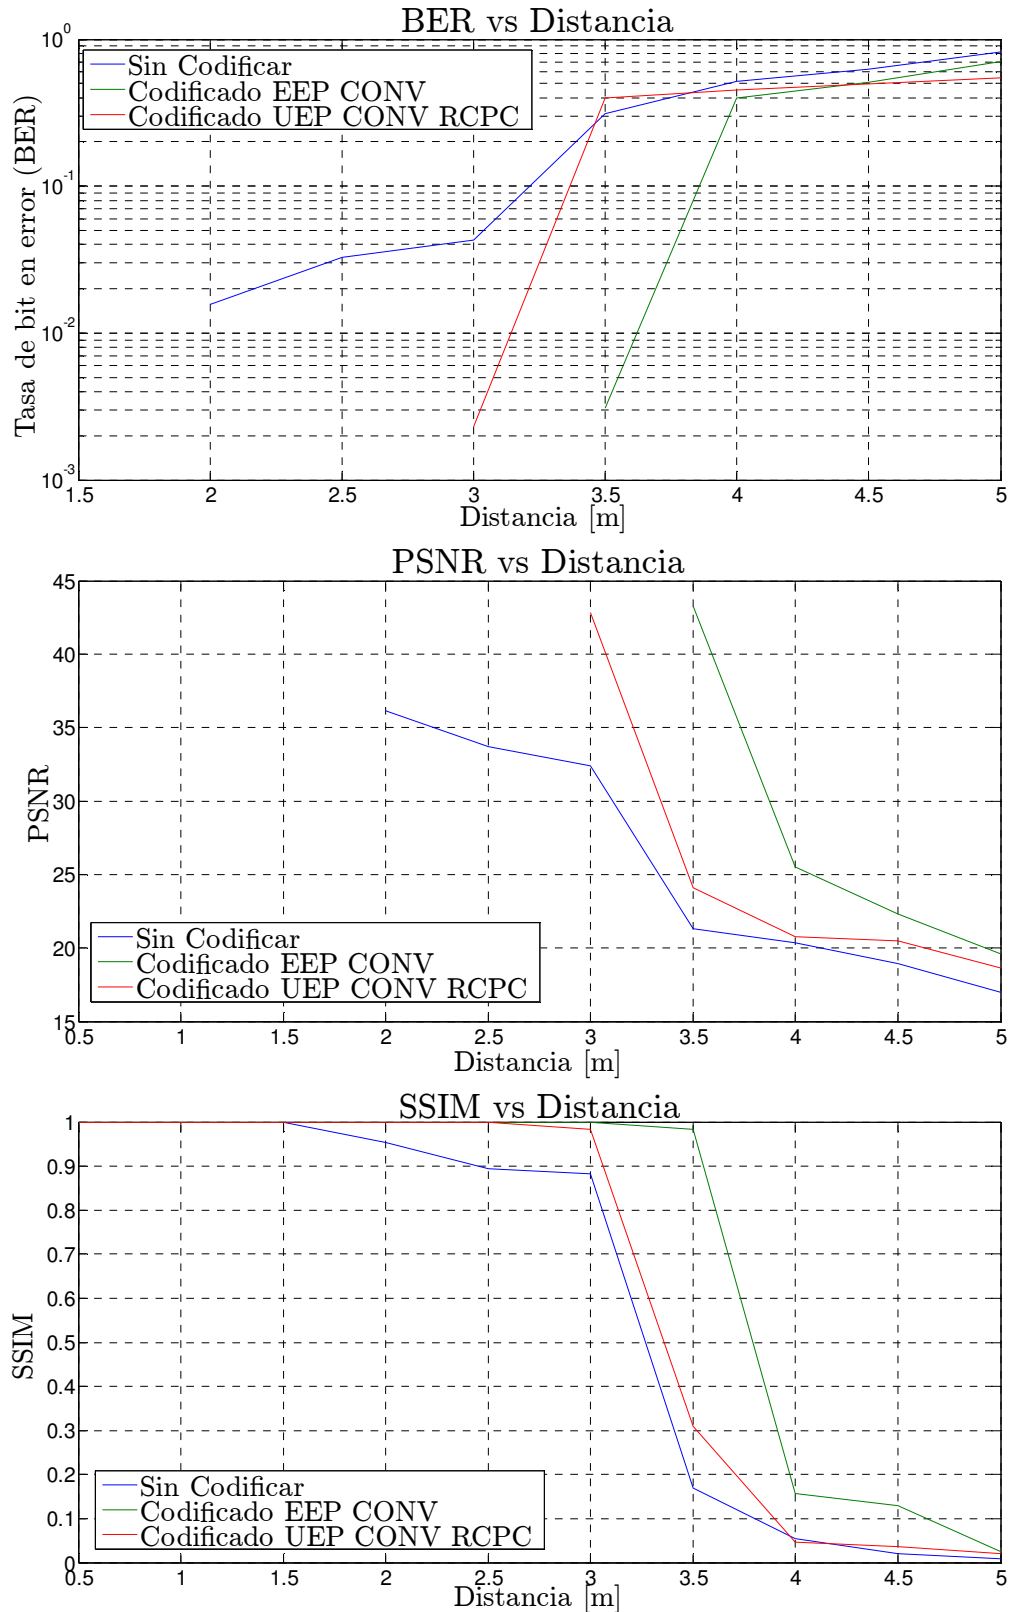 BER vs Distancia
10^0
Sin Codificar
Codificado EEP CONV
Codificado UEP CONV RCPC
10^-1
Tasa de bit en error (BER)
10^-2
10^-3
1.5 2 2.5 3 3.5 4 4.5 5
Distancia [m]
PSNR vs Distancia
45
40
35
30
PSNR
25
20
Sin Codificar
Codificado EEP CONV
Codificado UEP CONV RCPC
15
0.5 1 1.5 2 2.5 3 3.5 4 4.5 5
Distancia [m]
SSIM vs Distancia
1
0.9
0.8
0.7
0.6
0.5
SSIM
0.4
0.3
0.2
Sin Codificar
Codificado EEP CONV
Codificado UEP CONV RCPC
0.1
0
0.5 1 1.5 2 2.5 3 3.5 4 4.5 5
Distancia [m]